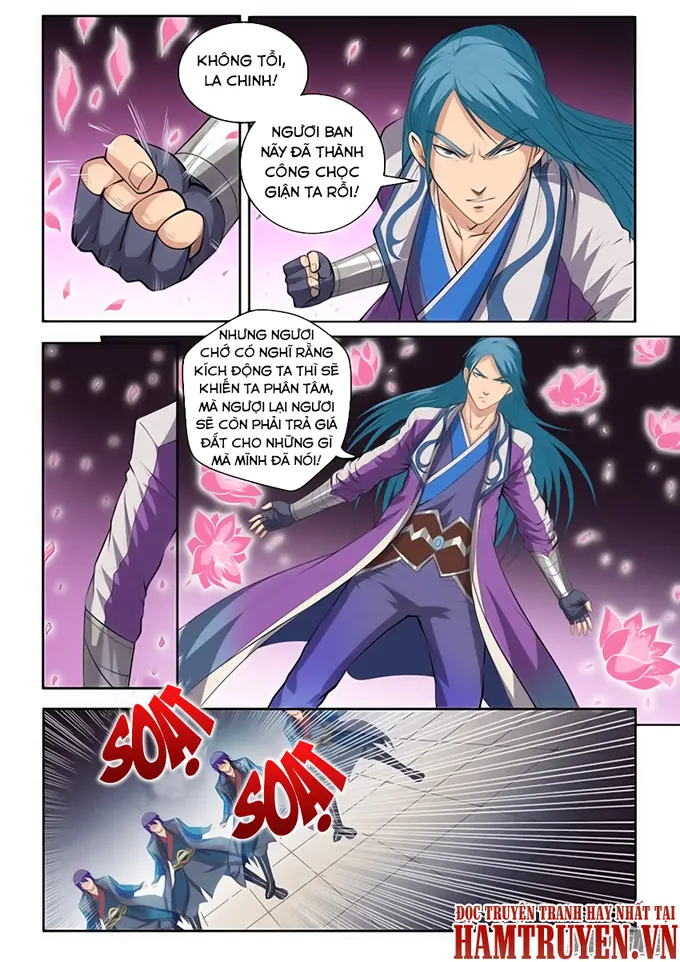 KHÔNG TỒI,
LA CHINH!
NGƯƠI BAN
NÃY ĐÃ THÀNH
CÔNG CHỌC
GIẬN TA RỒI!
NHƯNG NGƯƠI
CHỚ CÓ NGHĨ RẰNG
KÍCH ĐỘNG TA THÌ SẼ
KHIẾN TA PHÂN TÂM,
MÀ NGƯỢI LẠI NGƯƠI
SẼ CÒN PHẢI TRẢ GIÁ
ĐẮT CHO NHỮNG GÌ
MÀ MÌNH ĐÃ NÓI!
SOẠT
SOẠT
ĐỌC TRUYỆN TRANH HAY NHẤT TẠI
HAMTRUYEN.VN